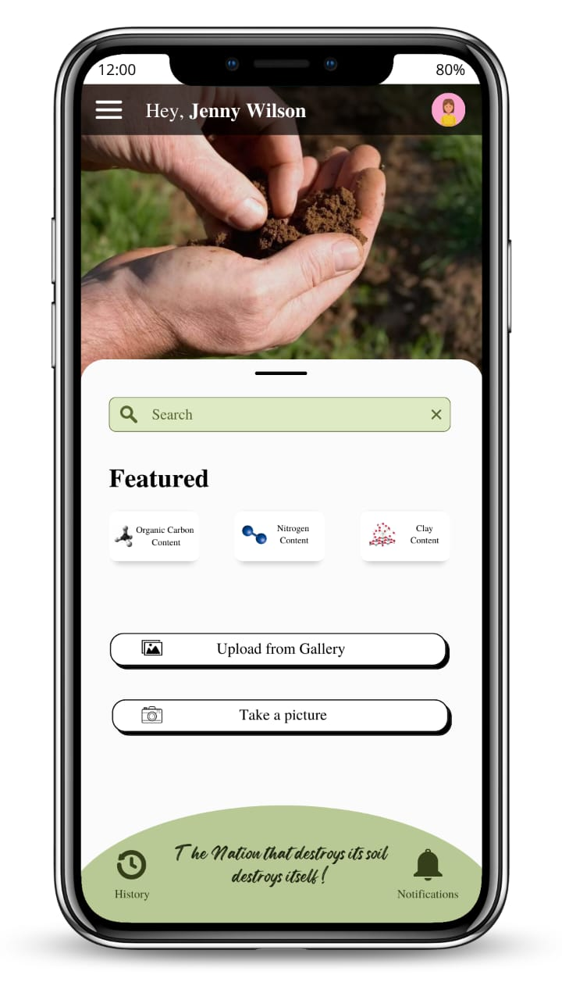 12:00
80%
Hey, Jenny Wilson
Search
Featured
Organic Carbon
Content
Nitrogen
Content
Clay
Content
Upload from Gallery
Take a picture
The Nation that destroys its soil
destroys itself!
History
Notifications